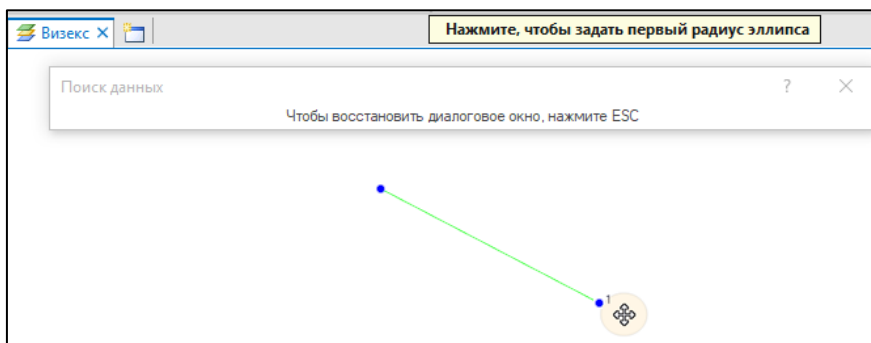 Визекс
Нажмите, чтобы задать первый радиус эллипса
Поиск данных ?
Чтобы восстановить диалоговое окно, нажмите ESC
1